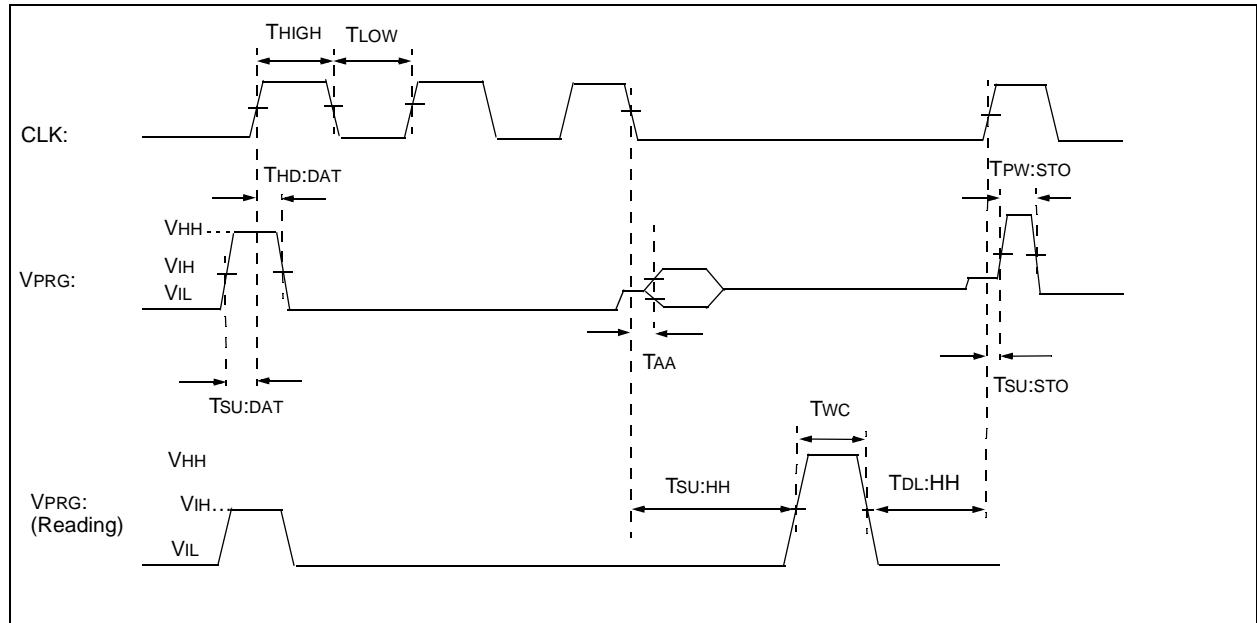 THIGH
TLOW
CLK:
THD:DAT
TPW:STO
VHH
VIH
VPRG:
VIL
TAA
TSU:STO
TSU:DAT
TWC
VHH
TSU:HH
TDL:HH
VPRG:
(Reading)
VIH
VIL